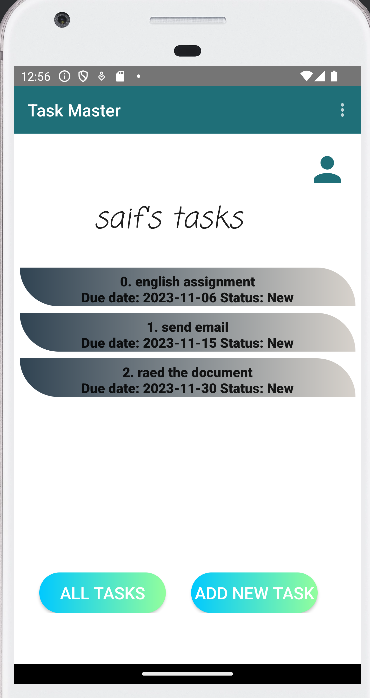 12:56
Task Master
saif's tasks
0. english assignment
Due date: 2023-11-06 Status: New
1. send email
Due date: 2023-11-15 Status: New
2. raed the document
Due date: 2023-11-30 Status: New
ALL TASKS
ADD NEW TASK